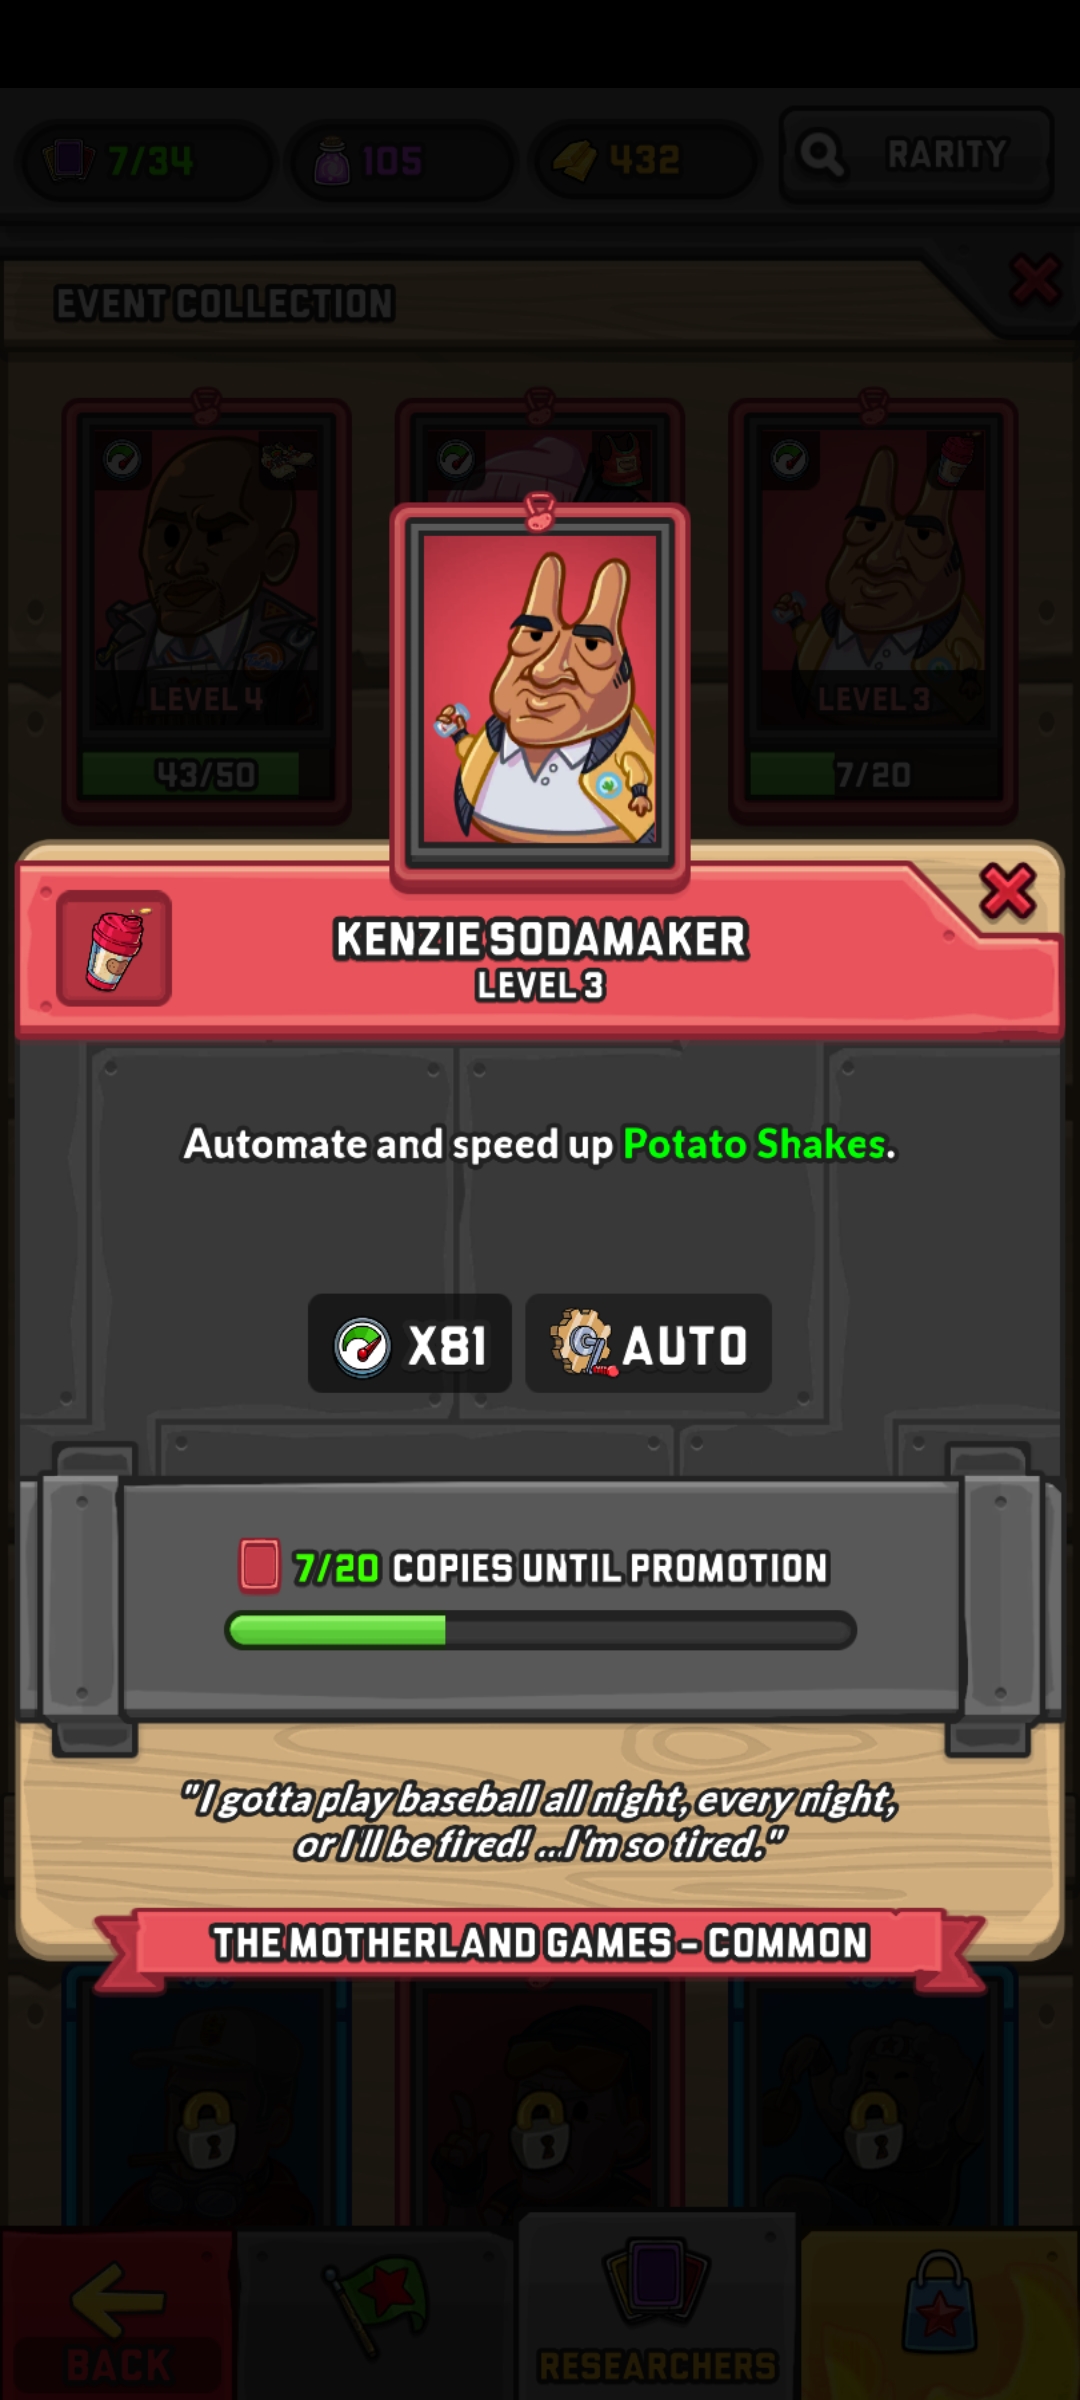 7/34
105
432
RARITY
EVENT COLLECTION
LEVEL 4
LEVEL 3
43/50
7/20
KENZIE SODAMAKER
LEVEL 3
Automate and speed up Potato Shakes.
X81
AUTO
7/20 COPIES UNTIL PROMOTION
"I gotta play baseball all night, every night,
or I'll be fired! ...I'm so tired."
THE MOTHERLAND GAMES - COMMON
BACK
RESEARCHERS